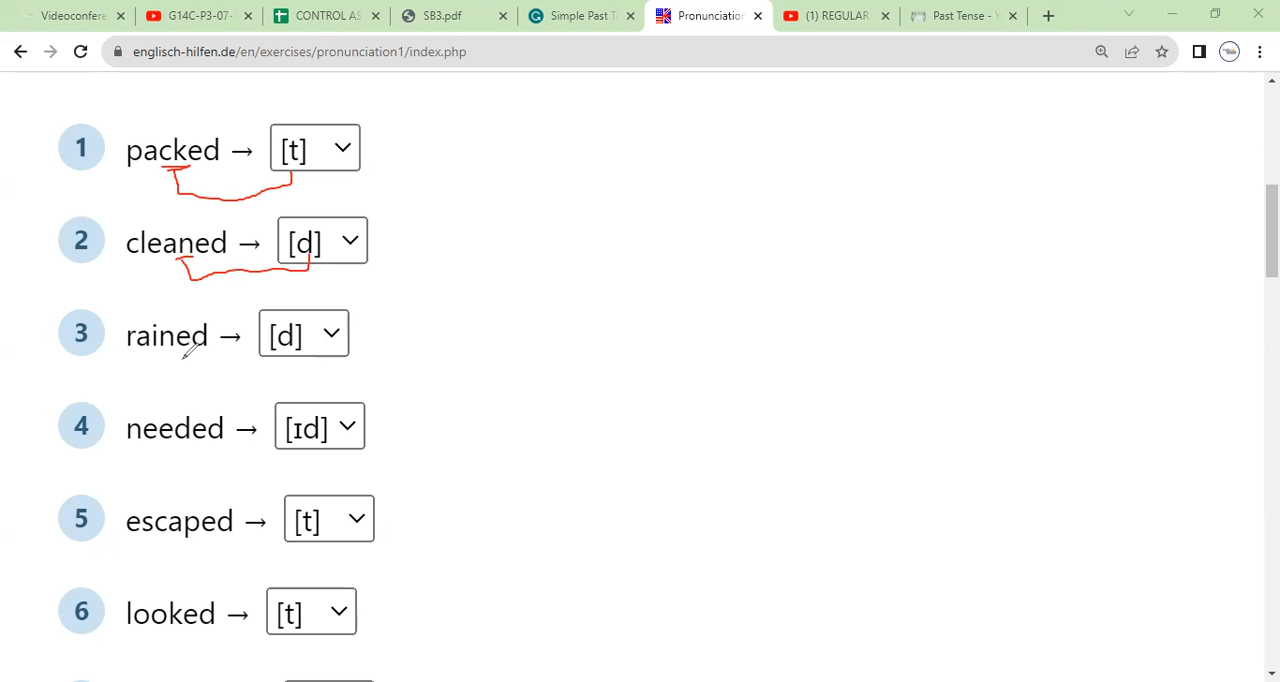 Videoconfere
G14C-P3-07-
CONTROL AS
SB3.pdf
Simple Past T
Pronunciation
(1) REGULAR
Past Tense - Y
englisch-hilfen.de/en/exercises/pronunciation1/index.php
1 packed → [t]
2 cleaned → [d]
3 rained → [d]
4 needed → [ɪd]
5 escaped → [t]
6 looked → [t]